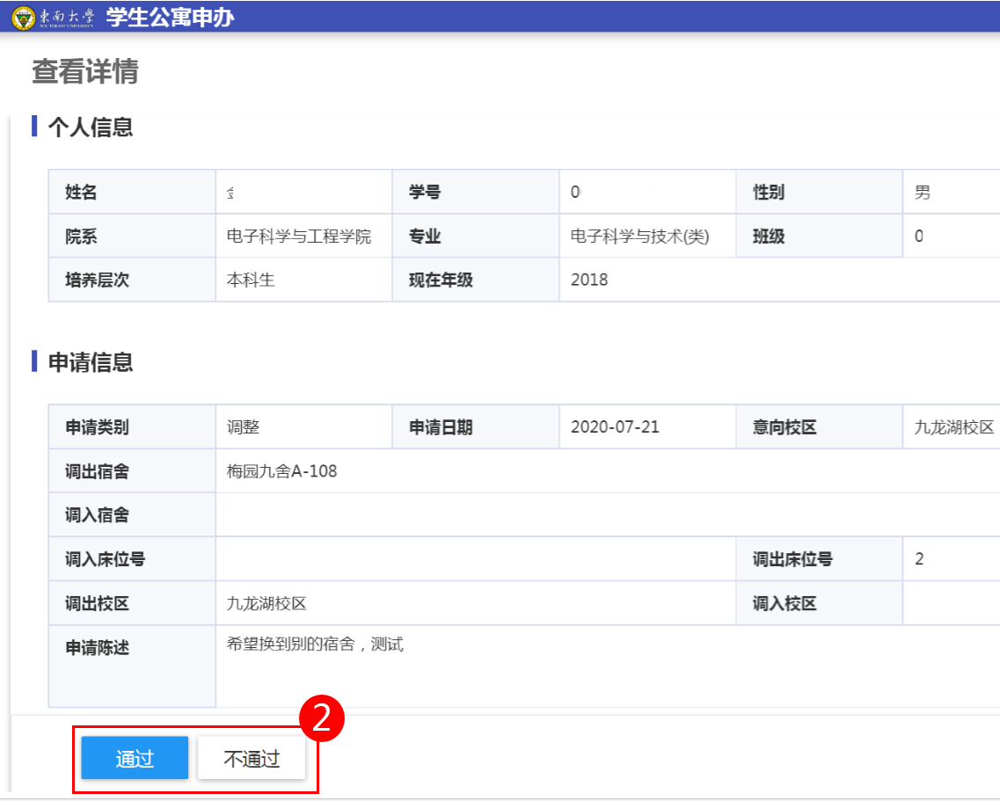 東南大學 学生公寓申办
SOUTHEAST UNIVERSITY
查看详情
个人信息
姓名 学号 0 性别 男
院系 电子科学与工程学院 专业 电子科学与技术(类) 班级 0
培养层次 本科生 现在年级 2018
申请信息
申请类别 调整 申请日期 2020-07-21 意向校区 九龙湖校区
调出宿舍 梅园九舍A-108
调入宿舍
调入床位号 调出床位号 2
调出校区 九龙湖校区 调入校区
申请陈述 希望换到别的宿舍，测试
2
通过 不通过